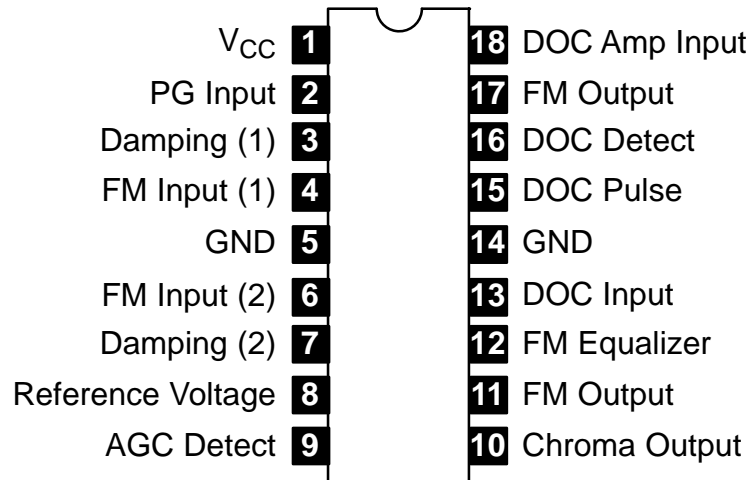 VCC 1 18 DOC Amp Input
PG Input 2 17 FM Output
Damping (1) 3 16 DOC Detect
FM Input (1) 4 15 DOC Pulse
GND 5 14 GND
FM Input (2) 6 13 DOC Input
Damping (2) 7 12 FM Equalizer
Reference Voltage 8 11 FM Output
AGC Detect 9 10 Chroma Output